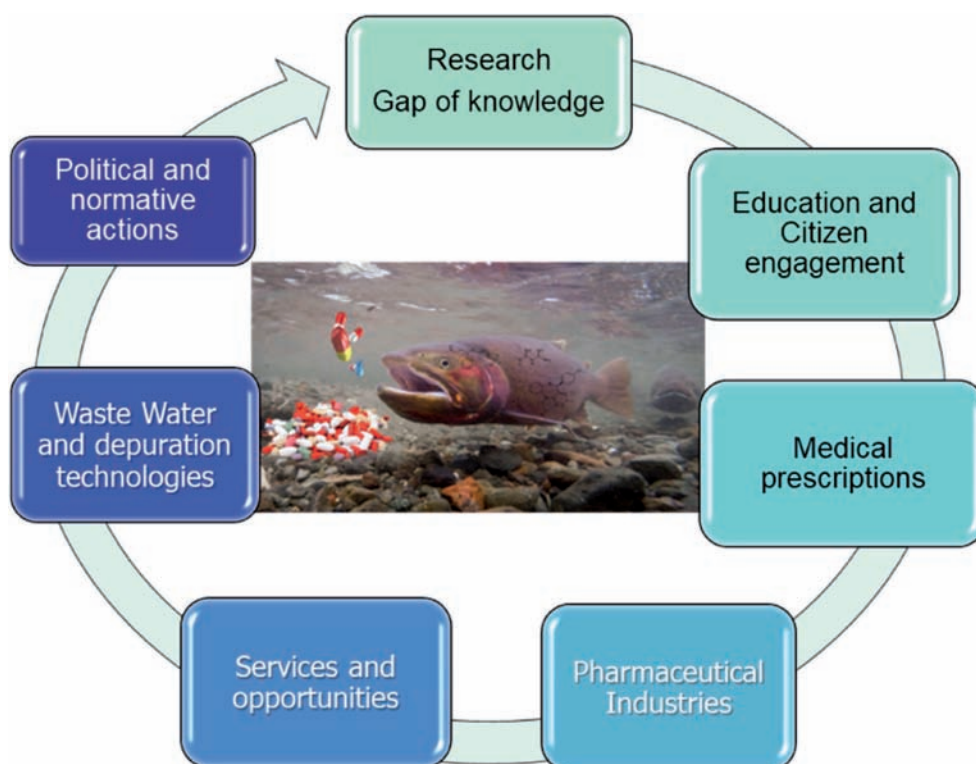 Research
Gap of knowledge
Education and
Citizen
engagement
Medical
prescriptions
Pharmaceutical
Industries
Services and
opportunities
Waste Water
and depuration
technologies
Political and
normative
actions